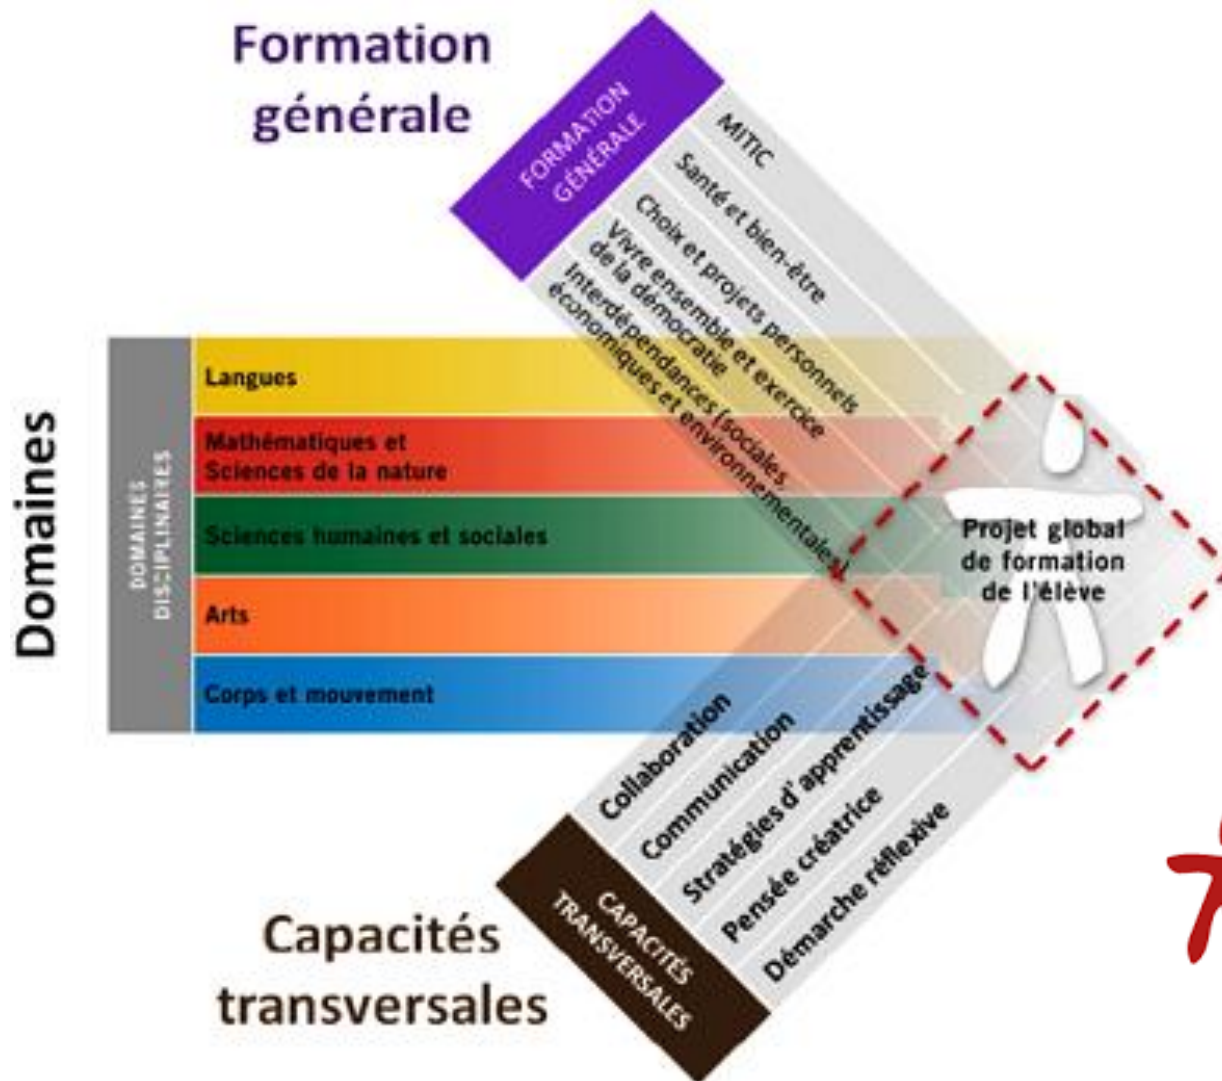 Formation
générale
FORMATION
GÉNÉRALE
MITIC
Santé et bien-être
Choix et projets personnels
Vivre ensemble et exercice
de la démocratie
Interdépendances (sociales,
économiques et environnementales)
Domaines
DOMAINES
DISCIPLINAIRES
Langues
Mathématiques et
Sciences de la nature
Sciences humaines et sociales
Arts
Corps et mouvement
Projet global
de formation
de l'élève
Collaboration
Communication
Stratégies d'apprentissage
Pensée créatrice
Démarche réflexive
CAPACITÉS
TRANSVERSALES
Capacités
transversales